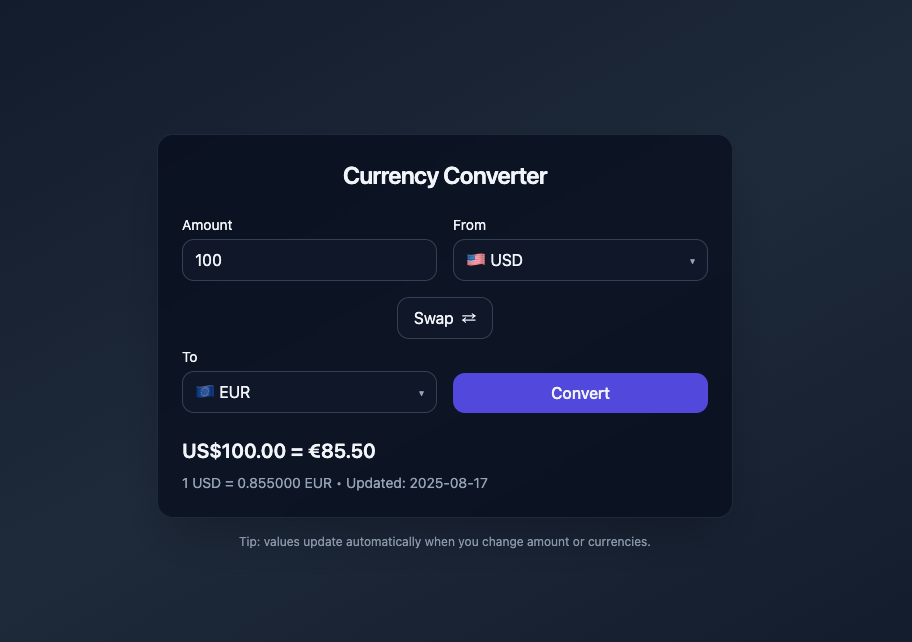 Currency Converter
Amount
From
100
🇺🇸 USD ▾
Swap ⇄
To
🇪🇺 EUR ▾
Convert
US$100.00 = €85.50
1 USD = 0.855000 EUR • Updated: 2025-08-17
Tip: values update automatically when you change amount or currencies.